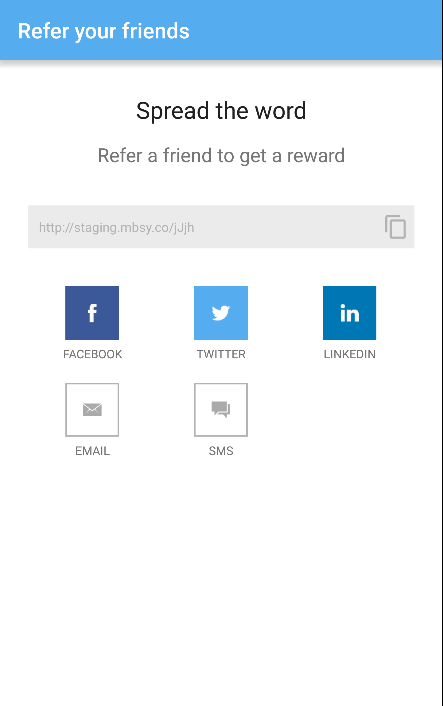 Refer your friends
Spread the word
Refer a friend to get a reward
http://staging.mbsy.co/jJjh
FACEBOOK
TWITTER
LINKEDIN
EMAIL
SMS